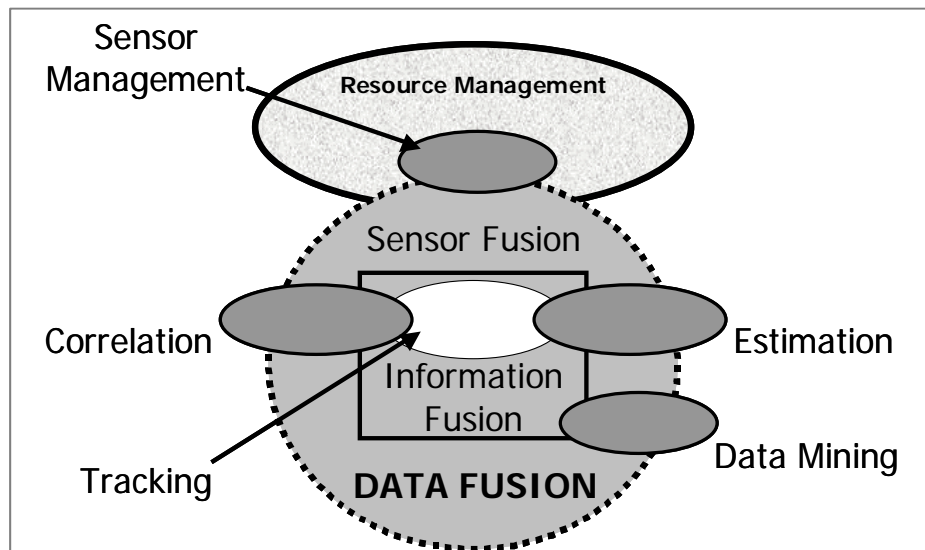 Sensor
Management
Resource Management
Sensor Fusion
Correlation
Estimation
Information
Fusion
Data Mining
Tracking
DATA FUSION